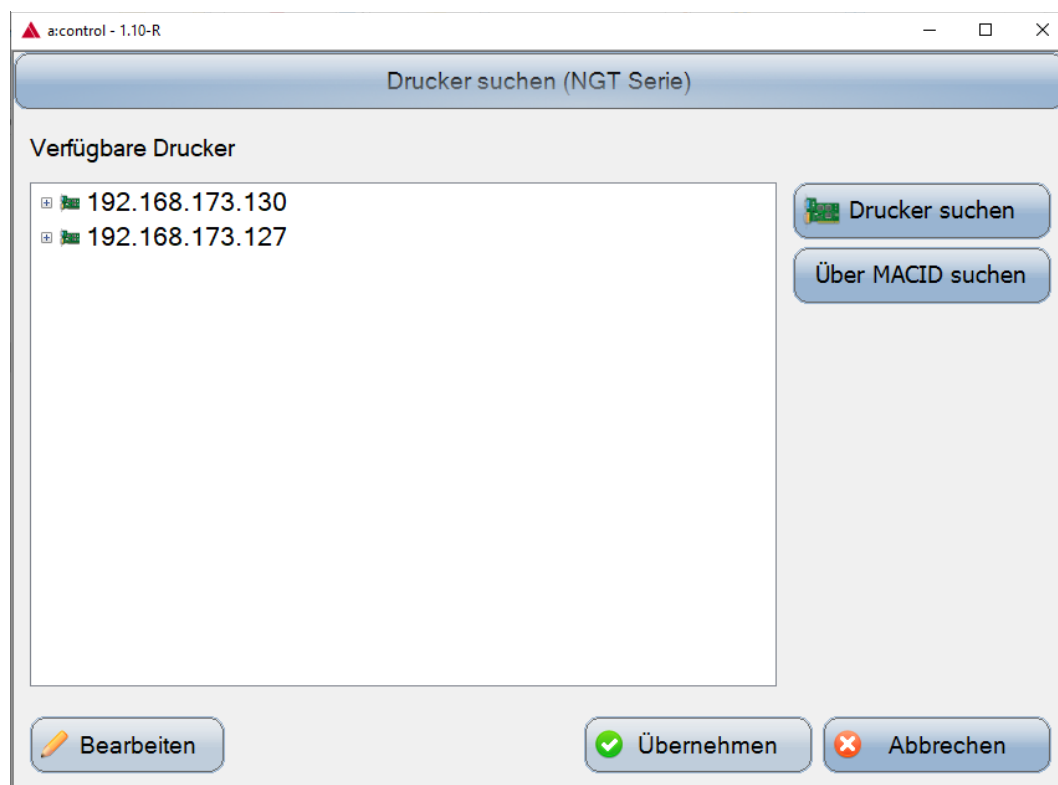 a:control - 1.10-R
Drucker suchen (NGT Serie)
Verfügbare Drucker
192.168.173.130
192.168.173.127
Drucker suchen
Über MACID suchen
Bearbeiten
Übernehmen
Abbrechen